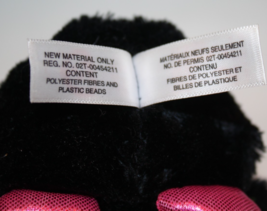 NEW MATERIAL ONLY
REG. NO. 02T-00454211
CONTENT
POLYESTER FIBRES AND
PLASTIC BEADS
MATÉRIAUX NEUFS SEULEMENT
NO. DE PERMIS 02T-00454211
CONTENU
FIBRES DE POLYESTER ET
BILLES DE PLASTIC